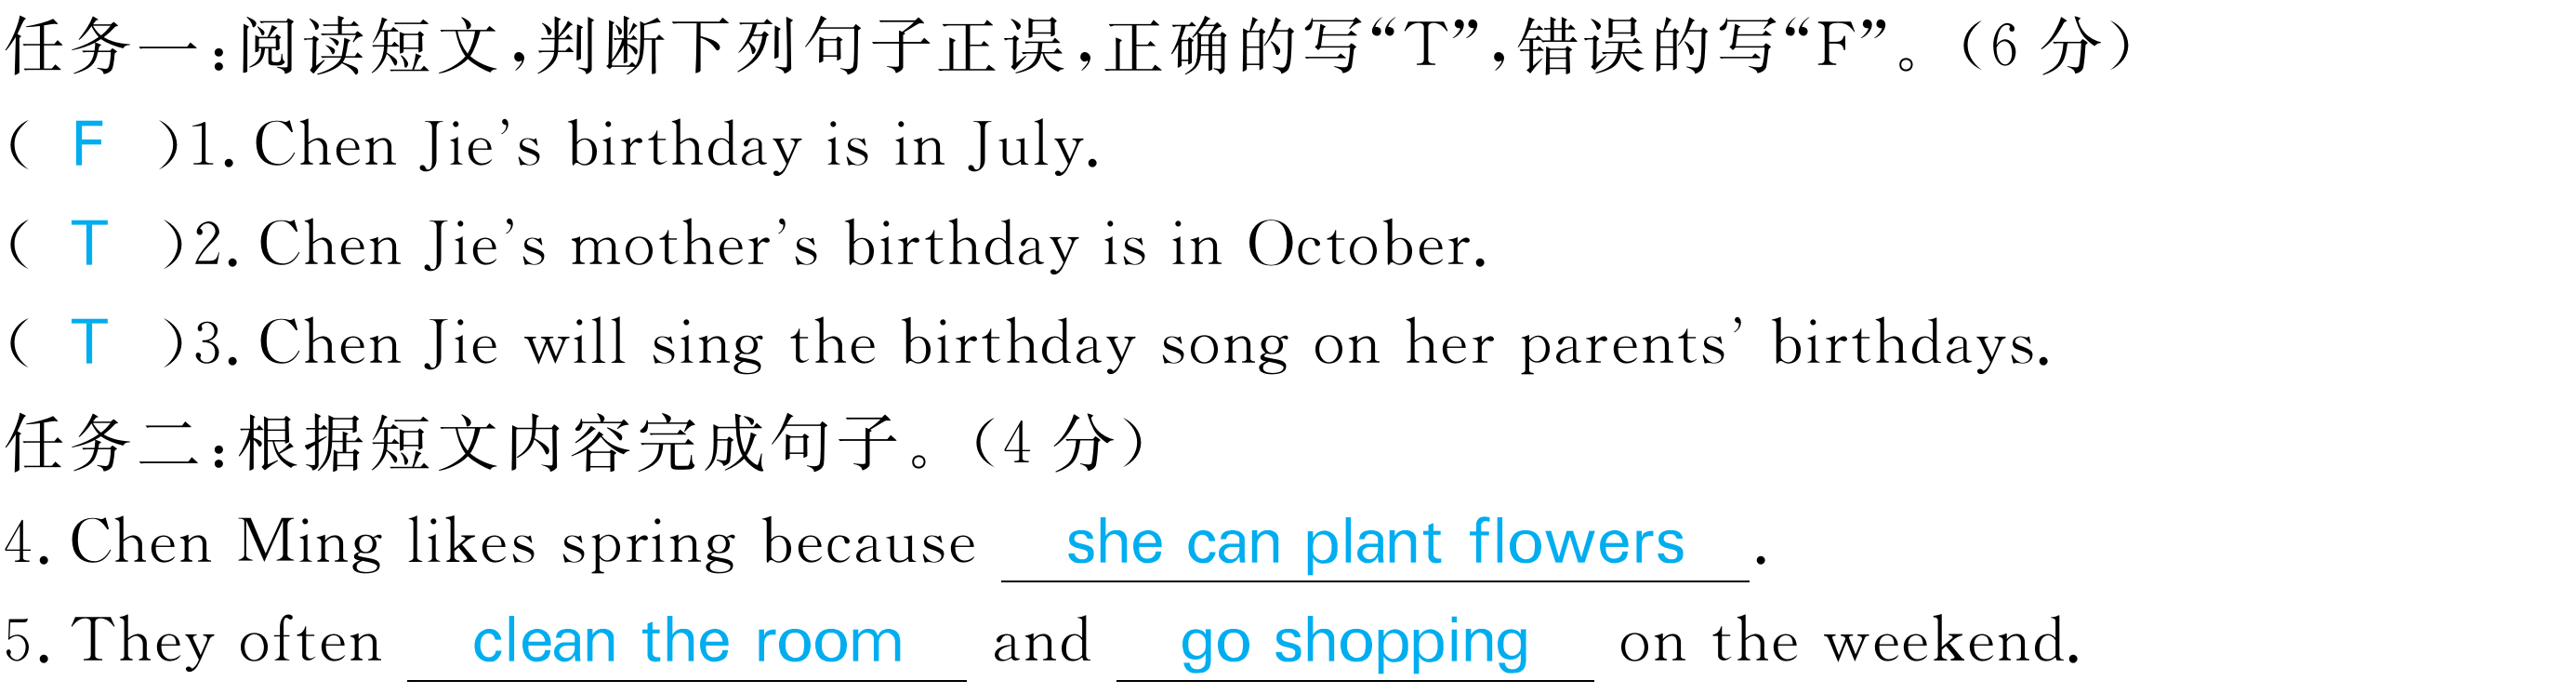 任务一:阅读短文,判断下列句子正误,正确的写“T”,错误的写“F”。(6 分)
( F )1. Chen Jie’s birthday is in July.
( T )2. Chen Jie’s mother’s birthday is in October.
( T )3. Chen Jie will sing the birthday song on her parents’ birthdays.
任务二:根据短文内容完成句子。(4 分)
4. Chen Ming likes spring because she can plant flowers.
5. They often clean the room and go shopping on the weekend.